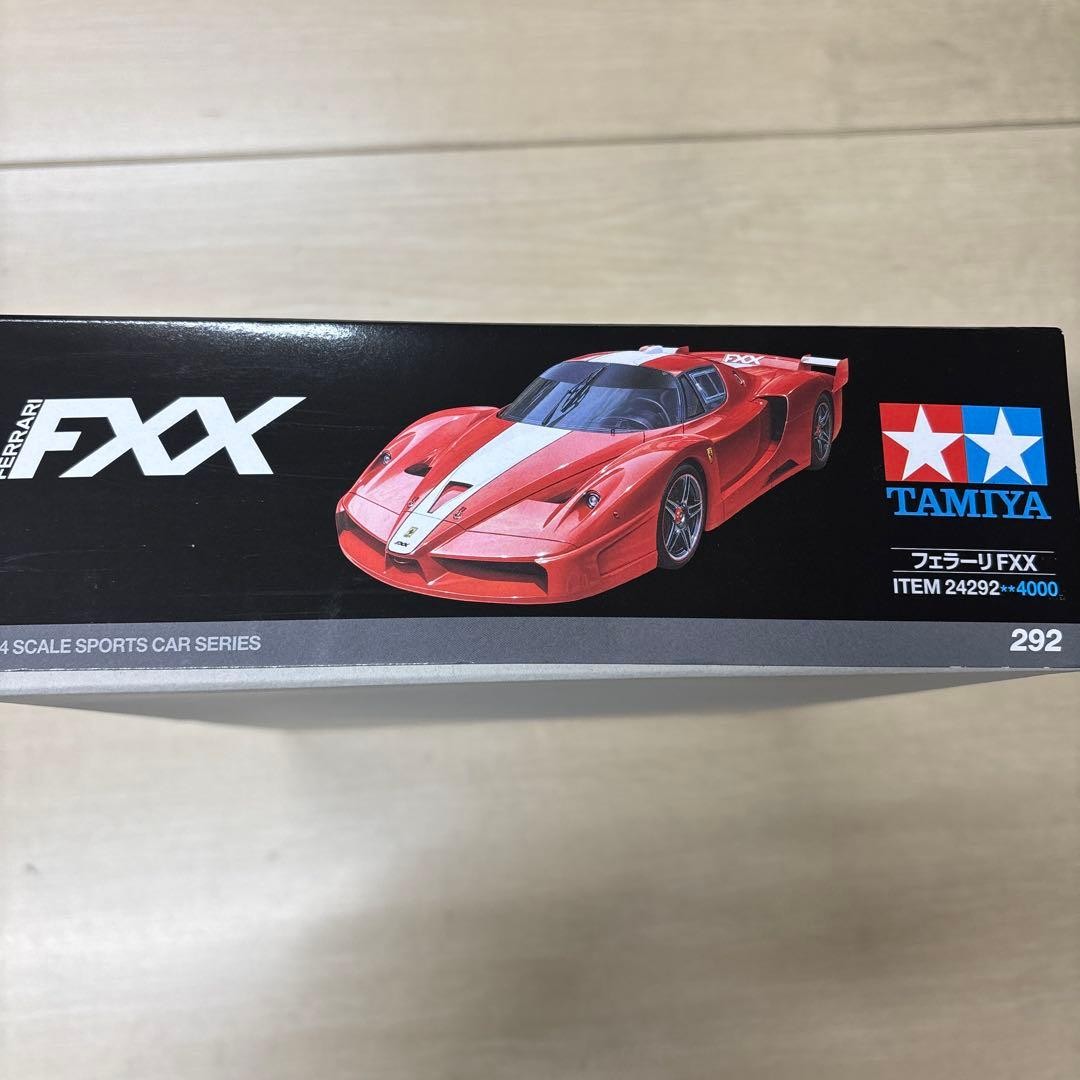 FERRARI
FXX
FXX
FXX
TAMIYA
フェラーリ FXX
ITEM 24292**4000
4 SCALE SPORTS CAR SERIES
292